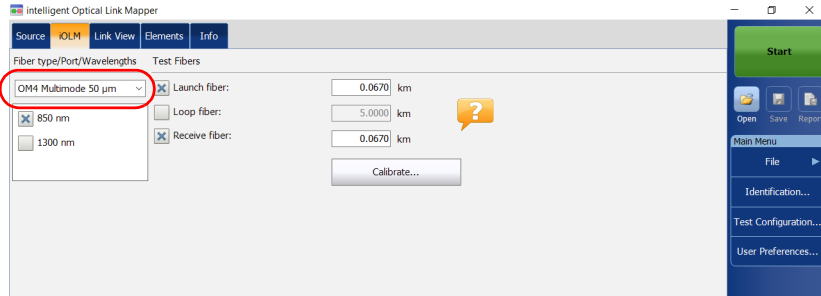 intelligent Optical Link Mapper
Source iOLM Link View Elements Info
Start
Fiber type/Port/Wavelengths Test Fibers
OM4 Multimode 50 µm
Launch fiber: 0.0670 km
850 nm
Loop fiber: 5.0000 km
1300 nm
Receive fiber: 0.0670 km
Calibrate...
?
Open Save Repor
Main Menu
File
Identification...
Test Configuration...
User Preferences...